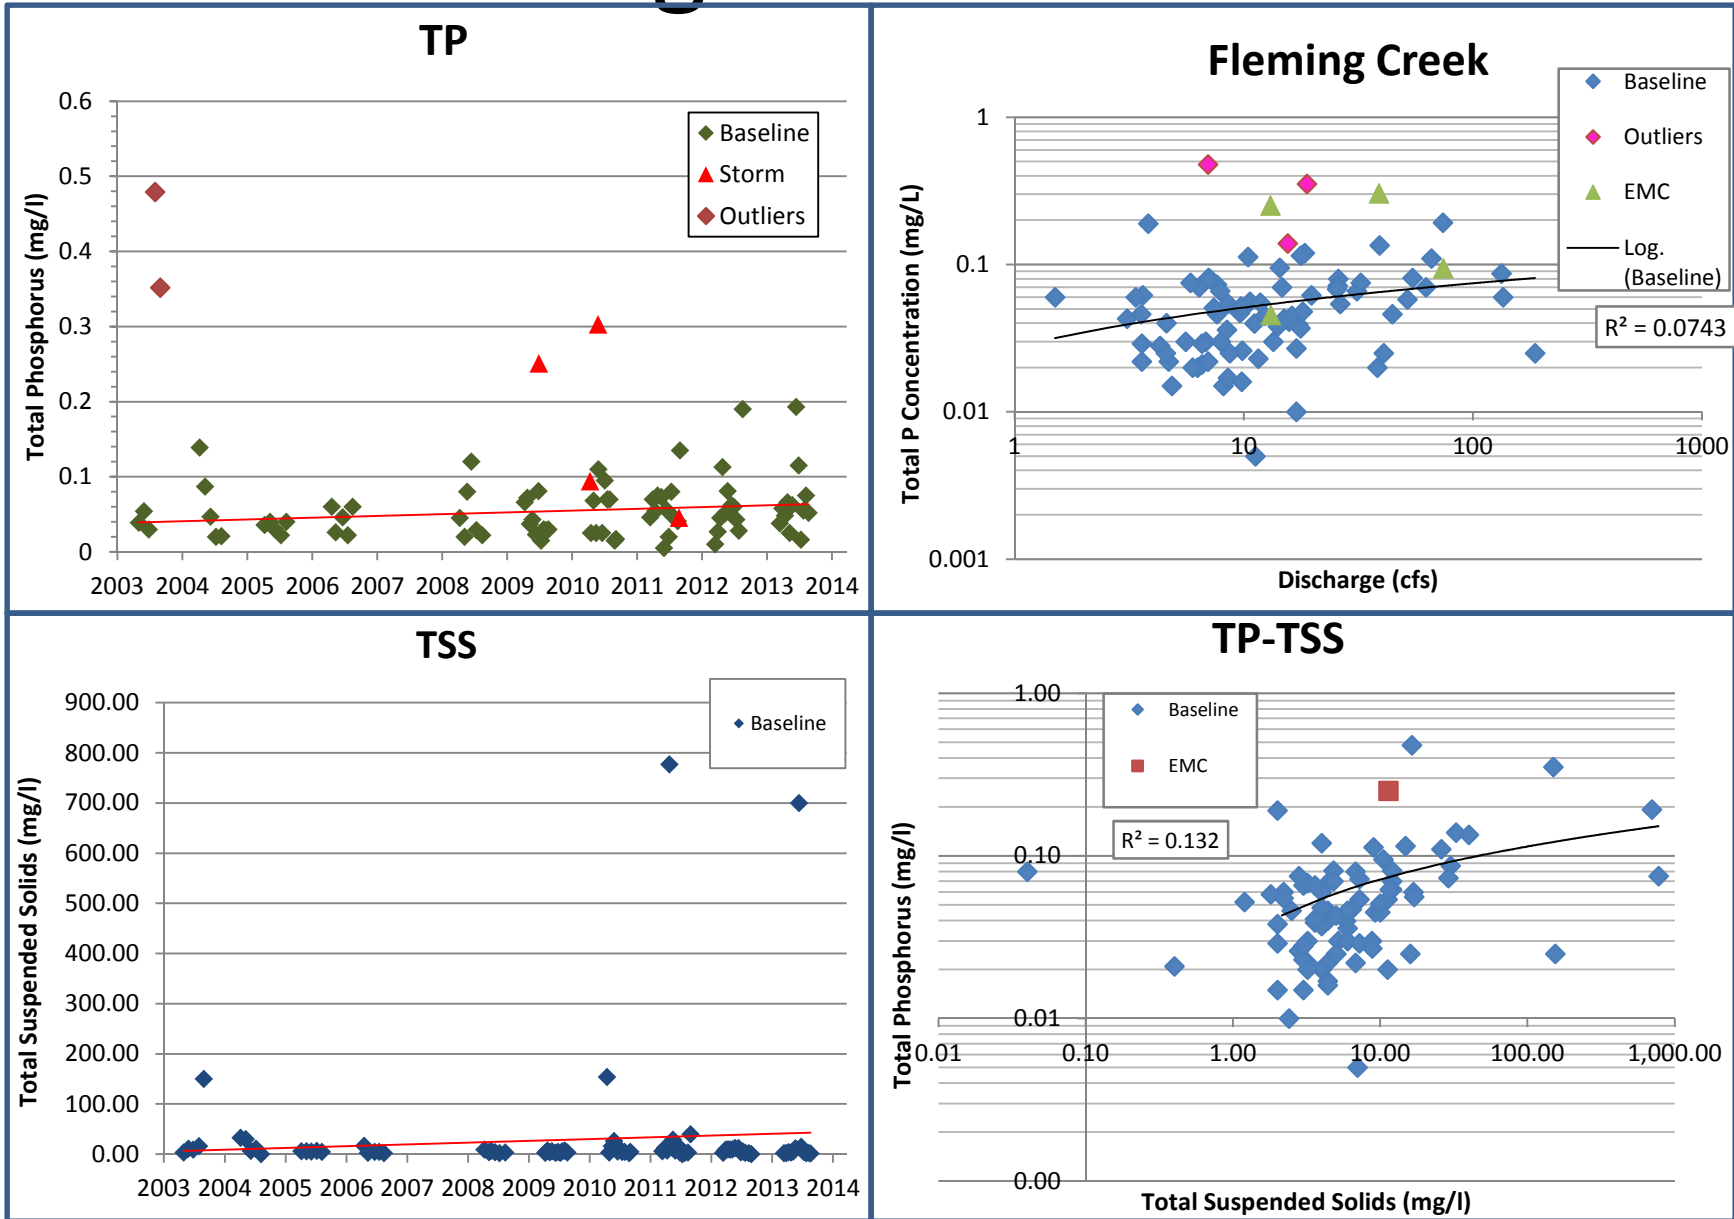 TP
0.6
0.5
0.4
0.3
0.2
0.1
0
Total Phosphorus (mg/l)
Baseline
Storm
Outliers
2003 2004 2005 2006 2007 2008 2009 2010 2011 2012 2013 2014
Fleming Creek
Baseline
Outliers
EMC
Log.
(Baseline)
R² = 0.0743
1
0.1
0.01
0.001
Total P Concentration (mg/L)
1 10 100 1000
Discharge (cfs)
TSS
900.00
800.00
700.00
600.00
500.00
400.00
300.00
200.00
100.00
0.00
Total Suspended Solids (mg/l)
Baseline
2003 2004 2005 2006 2007 2008 2009 2010 2011 2012 2013 2014
TP-TSS
1.00
0.10
0.01
0.00
Total Phosphorus (mg/l)
Baseline
EMC
R² = 0.132
0.01 0.10 1.00 10.00 100.00 1,000.00
Total Suspended Solids (mg/l)